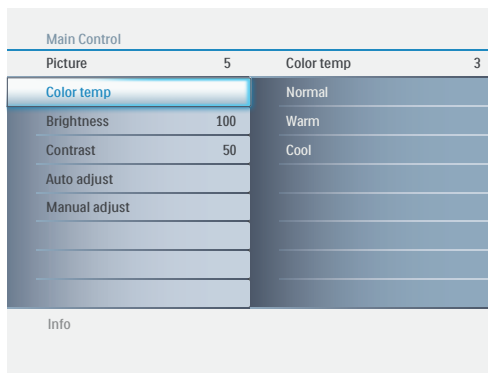 Main Control
Picture 5 Color temp 3
Color temp Normal
Brightness 100 Warm
Contrast 50 Cool
Auto adjust
Manual adjust
Info